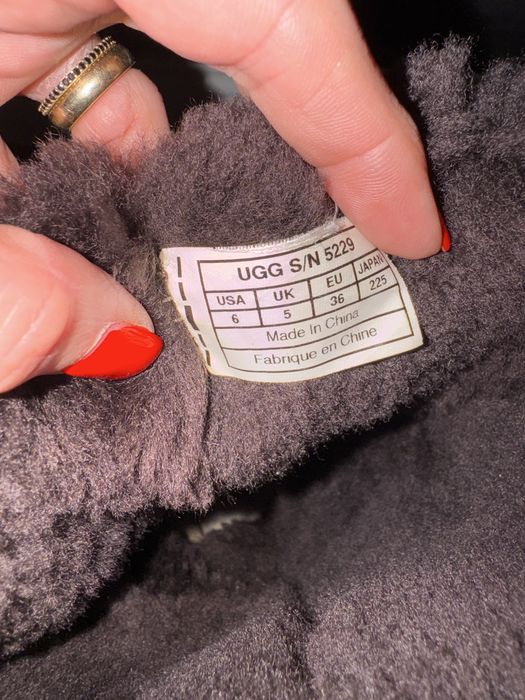 UGG S/N 5229
USA UK EU JAPAN
6 5 36 225
Made In China
Fabrique en Chine